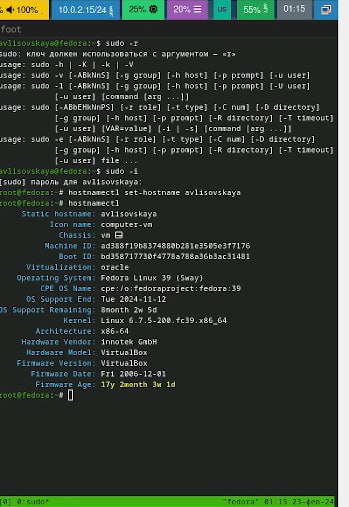 100% 10.0.2.15/24 25% 20% us 55% 01:15
foot
avlisovskaya@fedora:~$ sudo -r
sudo: ключ должен использоваться с аргументом — «r»
usage: sudo -h | -K | -k | -V
usage: sudo -v [-ABkNnS] [-g group] [-h host] [-p prompt] [-u user]
usage: sudo -l [-ABkNnS] [-g group] [-h host] [-p prompt] [-U user]
[-u user] [command [arg ...]]
usage: sudo [-ABbEHkNnPS] [-r role] [-t type] [-C num] [-D directory]
[-g group] [-h host] [-p prompt] [-R directory] [-T timeout]
[-u user] [VAR=value] [-i | -s] [command [arg ...]]
usage: sudo -e [-ABkNnS] [-r role] [-t type] [-C num] [-D directory]
[-g group] [-h host] [-p prompt] [-R directory] [-T timeout]
[-u user] file ...
avlisovskaya@fedora:~$ sudo -i
[sudo] пароль для avlisovskaya:
root@fedora:~# hostnamectl set-hostname avlisovskaya
root@fedora:~# hostnamectl
Static hostname: avlisovskaya
Icon name: computer-vm
Chassis: vm
Machine ID: ad388f19b8374880b281e3505e3f7176
Boot ID: bd358717730f4778a788a36b3ac31481
Virtualization: oracle
Operating System: Fedora Linux 39 (Sway)
CPE OS Name: cpe:/o:fedoraproject:fedora:39
OS Support End: Tue 2024-11-12
OS Support Remaining: 8month 2w 5d
Kernel: Linux 6.7.5-200.fc39.x86_64
Architecture: x86-64
Hardware Vendor: innotek GmbH
Hardware Model: VirtualBox
Firmware Version: VirtualBox
Firmware Date: Fri 2006-12-01
Firmware Age: 17y 2month 3w 1d
root@fedora:~#
[0] 0:sudo* "fedora" 01:15 23-фев-24